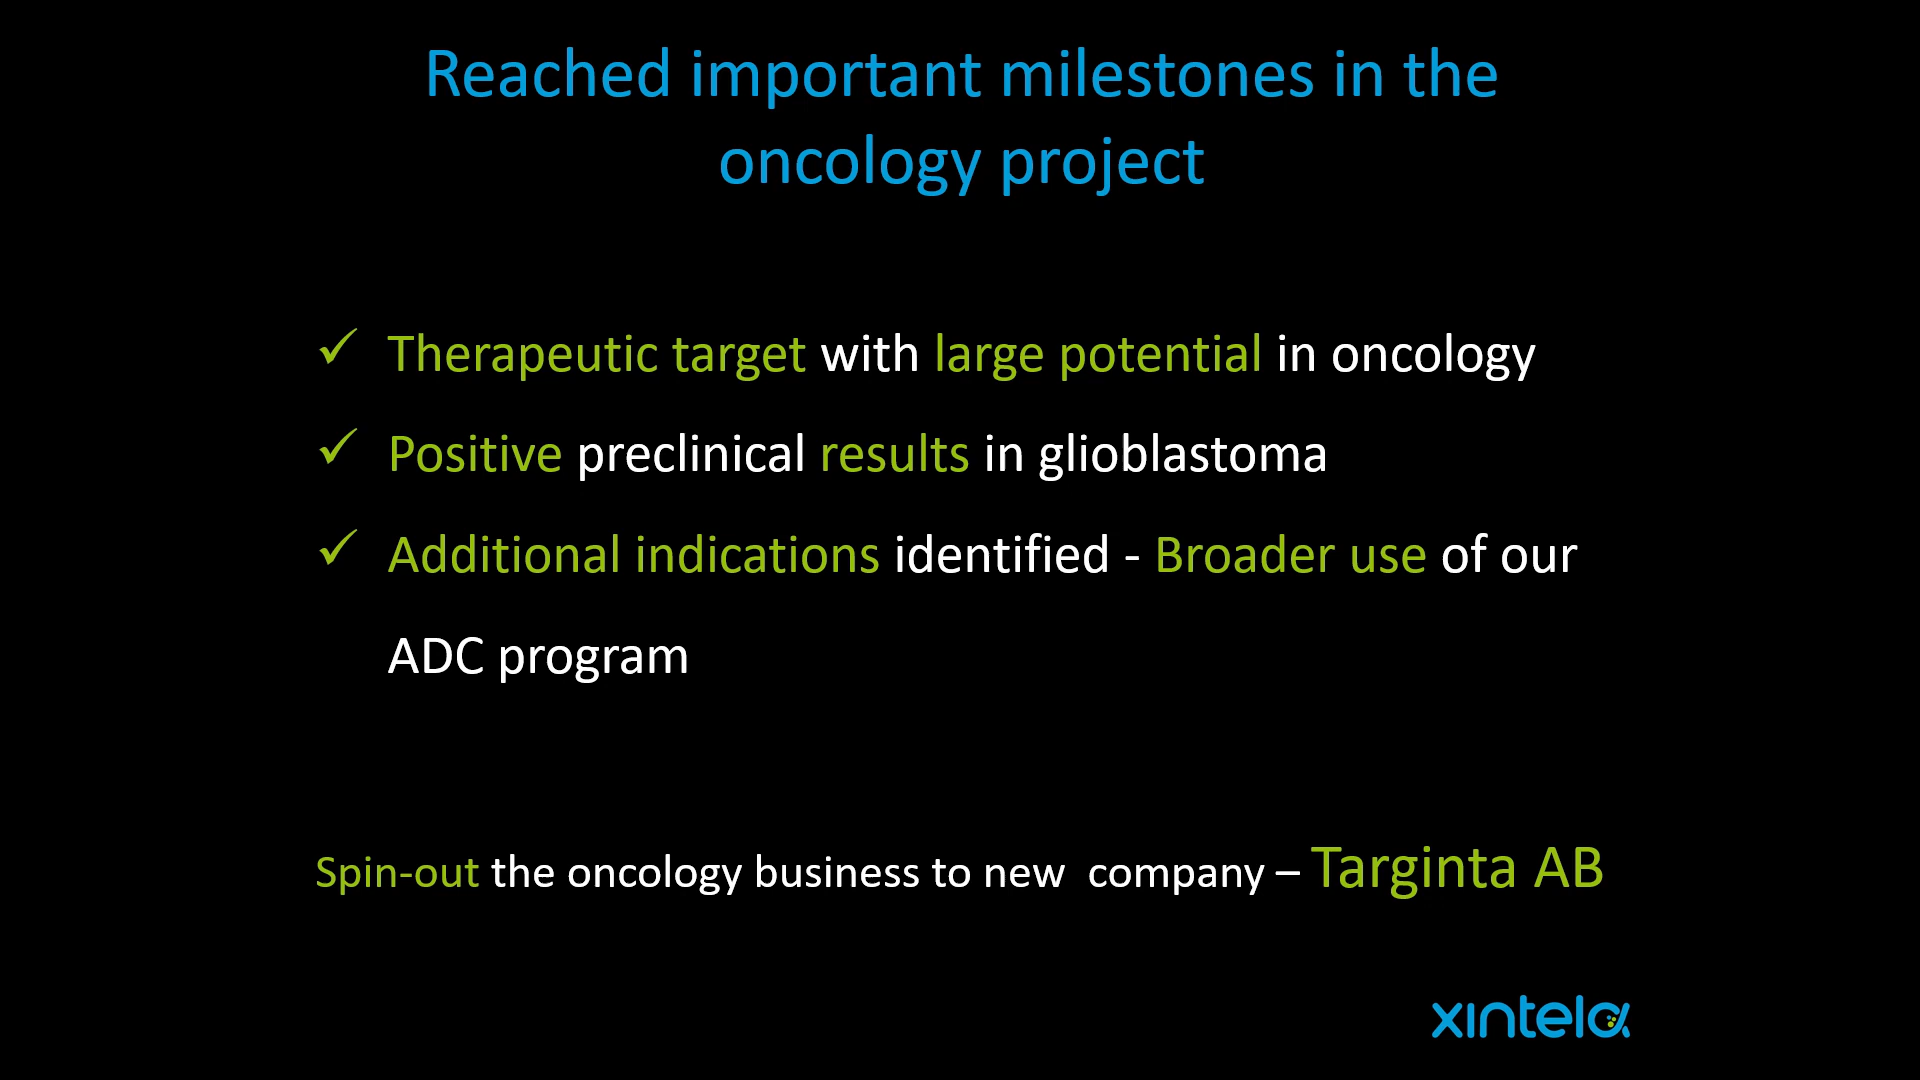 Reached important milestones in the
oncology project
✓ Therapeutic target with large potential in oncology
✓ Positive preclinical results in glioblastoma
✓ Additional indications identified - Broader use of our
ADC program
Spin-out the oncology business to new  company – Targinta AB
xintela